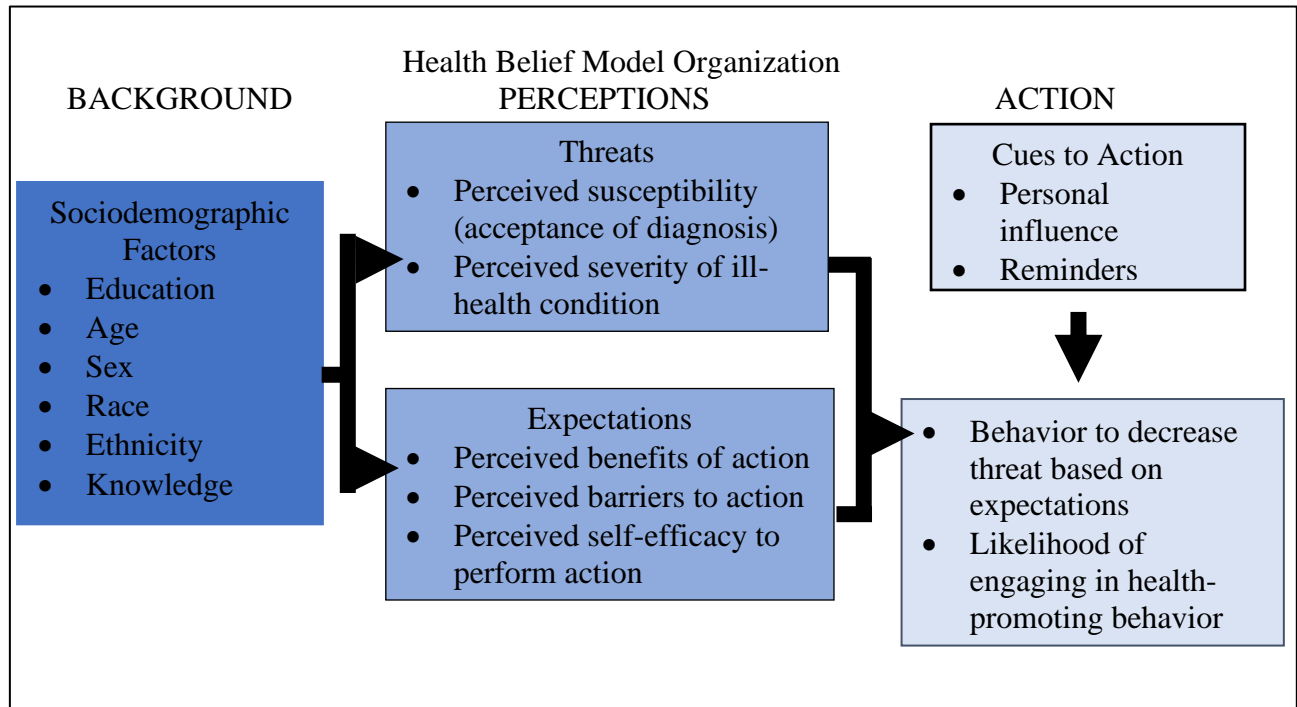 Health Belief Model Organization
BACKGROUND
PERCEPTIONS
ACTION
Sociodemographic
Factors
• Education
• Age
• Sex
• Race
• Ethnicity
• Knowledge
Threats
• Perceived susceptibility
(acceptance of diagnosis)
• Perceived severity of ill-
health condition
Expectations
• Perceived benefits of action
• Perceived barriers to action
• Perceived self-efficacy to
perform action
Cues to Action
• Personal
influence
• Reminders
• Behavior to decrease
threat based on
expectations
• Likelihood of
engaging in health-
promoting behavior